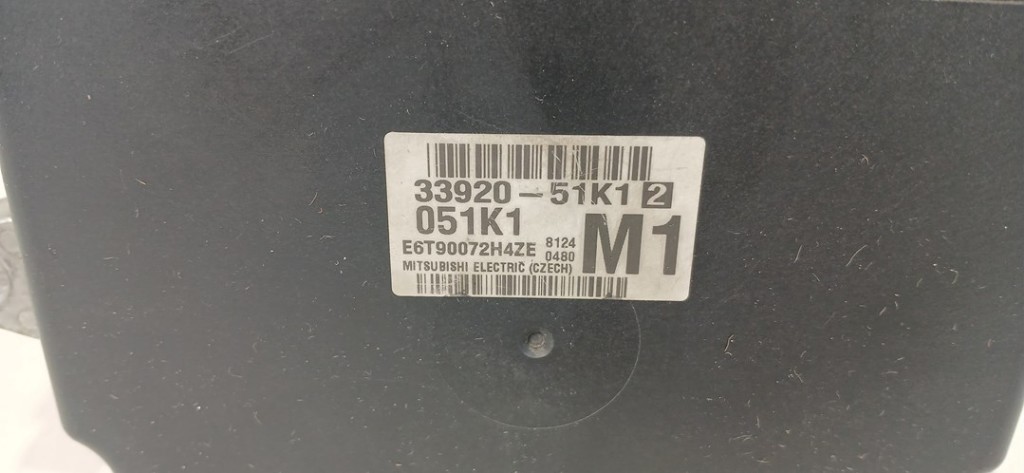 33920-51K1 2
051K1
M1
E6T90072H4ZE 8124
0480
MITSUBISHI ELECTRIC (CZECH)